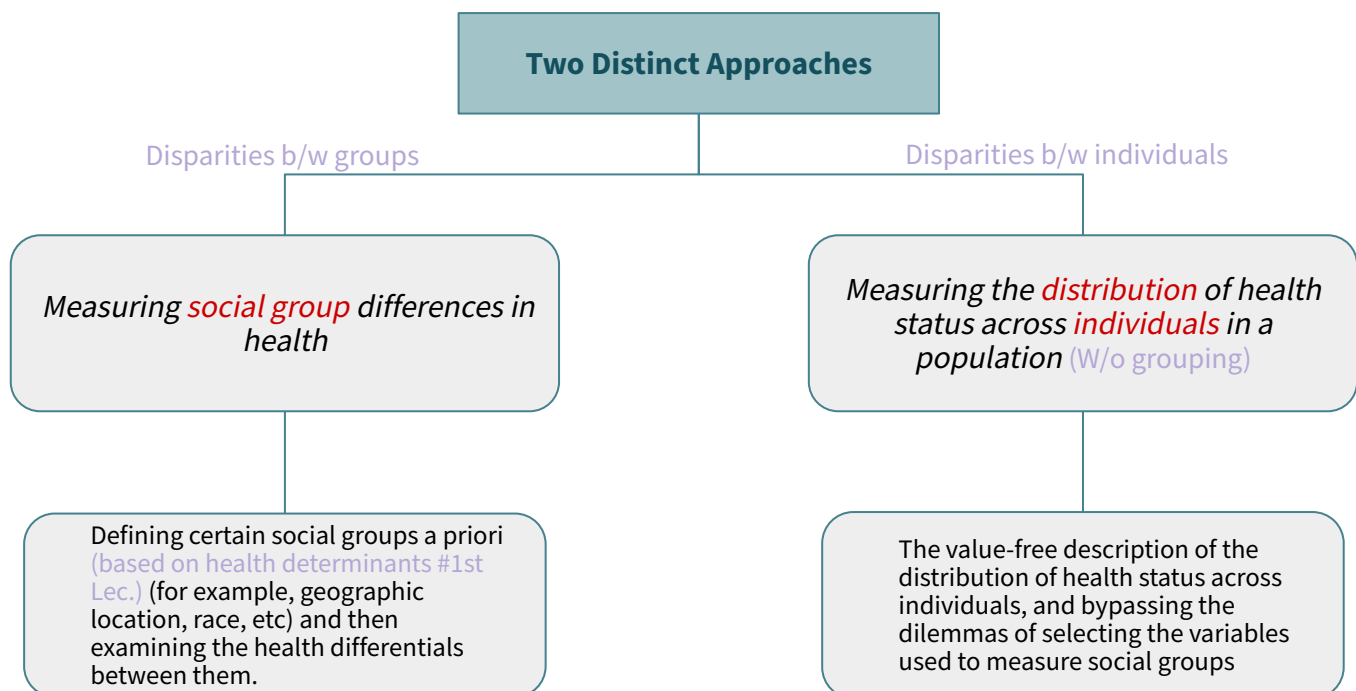 Two Distinct Approaches
Disparities b/w groups
Disparities b/w individuals
Measuring social group differences in
health
Measuring the distribution of health
status across individuals in a
population (W/o grouping)
Defining certain social groups a priori
(based on health determinants #1st
Lec.) (for example, geographic
location, race, etc) and then
examining the health differentials
between them.
The value-free description of the
distribution of health status across
individuals, and bypassing the
dilemmas of selecting the variables
used to measure social groups